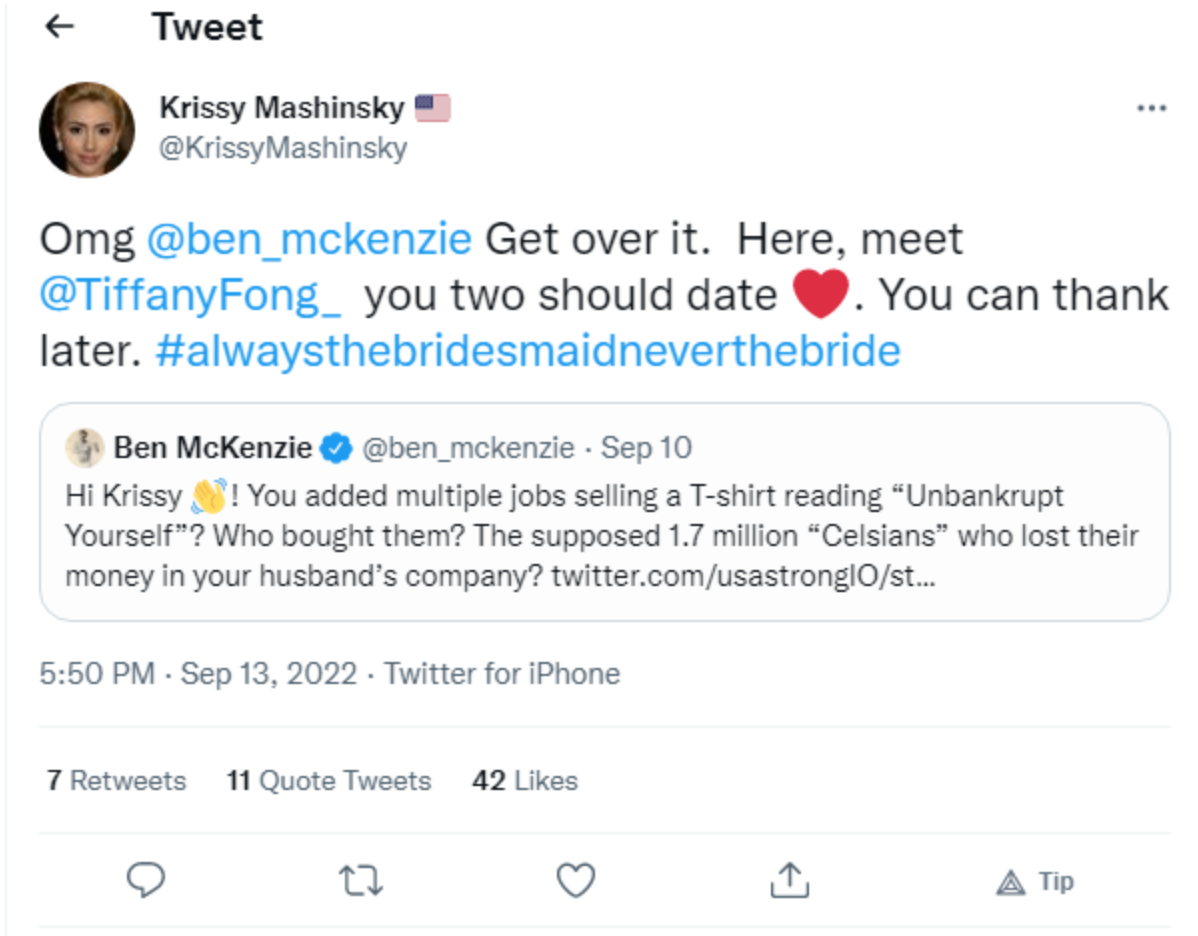 ← Tweet
Krissy Mashinsky 🇺🇸
@KrissyMashinsky
Omg @ben_mckenzie Get over it.  Here, meet
@TiffanyFong_  you two should date ❤️. You can thank
later. #alwaysthebridesmaidneverthebride
Ben McKenzie @ben_mckenzie · Sep 10
Hi Krissy 👋! You added multiple jobs selling a T-shirt reading “Unbankrupt
Yourself”? Who bought them? The supposed 1.7 million “Celsians” who lost their
money in your husband’s company? twitter.com/usastrongIO/st...
5:50 PM · Sep 13, 2022 · Twitter for iPhone
7 Retweets 11 Quote Tweets 42 Likes
Tip